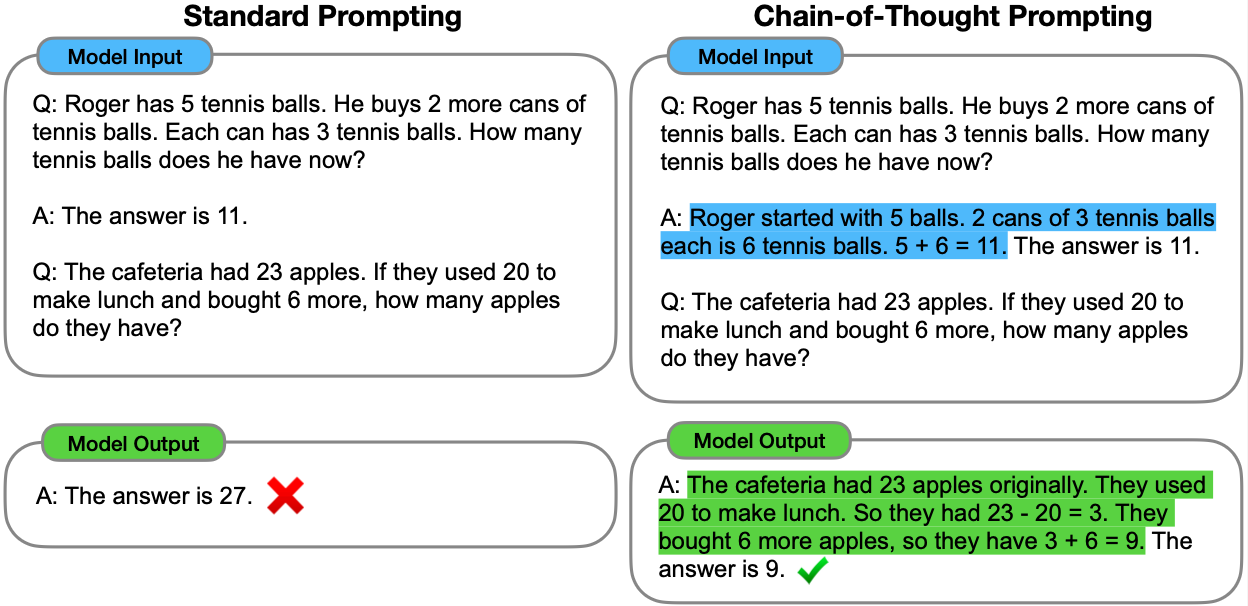 Standard Prompting
Model Input
Q: Roger has 5 tennis balls. He buys 2 more cans of
tennis balls. Each can has 3 tennis balls. How many
tennis balls does he have now?
A: The answer is 11.
Q: The cafeteria had 23 apples. If they used 20 to
make lunch and bought 6 more, how many apples
do they have?
Model Output
A: The answer is 27.
Chain-of-Thought Prompting
Model Input
Q: Roger has 5 tennis balls. He buys 2 more cans of
tennis balls. Each can has 3 tennis balls. How many
tennis balls does he have now?
A: Roger started with 5 balls. 2 cans of 3 tennis balls
each is 6 tennis balls. 5 + 6 = 11. The answer is 11.
Q: The cafeteria had 23 apples. If they used 20 to
make lunch and bought 6 more, how many apples
do they have?
Model Output
A: The cafeteria had 23 apples originally. They used
20 to make lunch. So they had 23 - 20 = 3. They
bought 6 more apples, so they have 3 + 6 = 9. The
answer is 9.